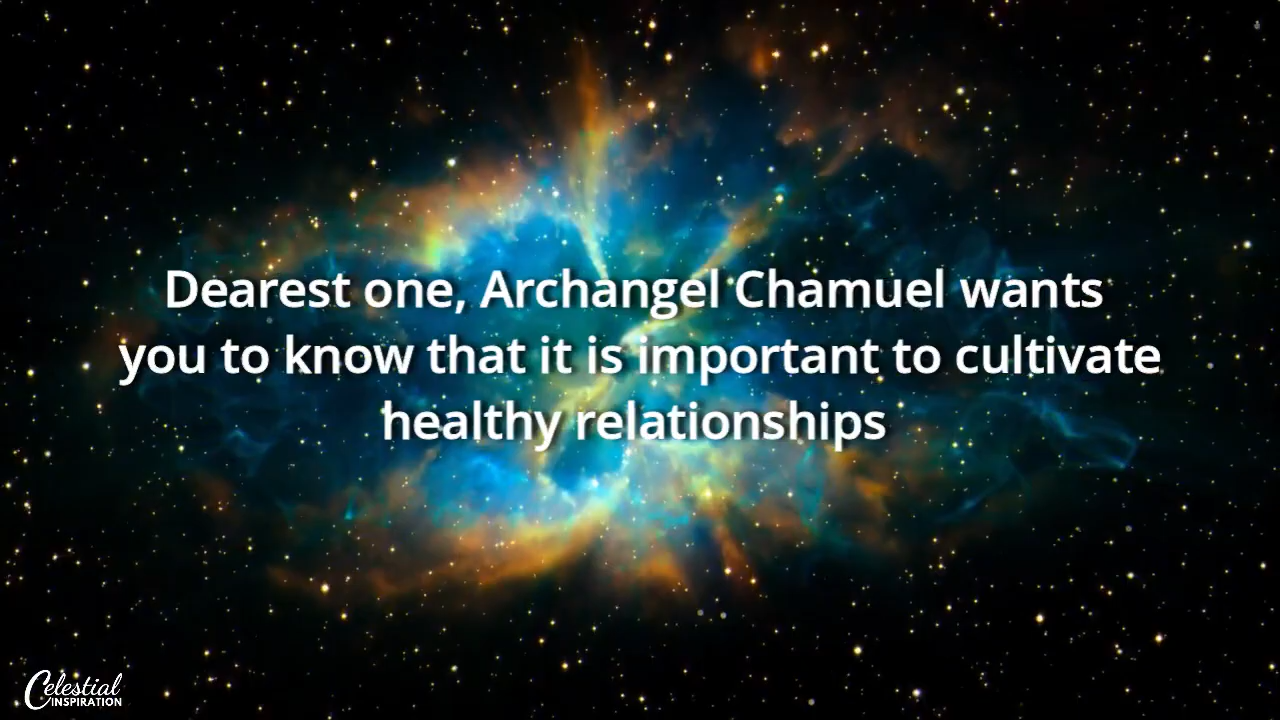 Dearest one, Archangel Chamuel wants
you to know that it is important to cultivate
healthy relationships
Celestial
INSPIRATION